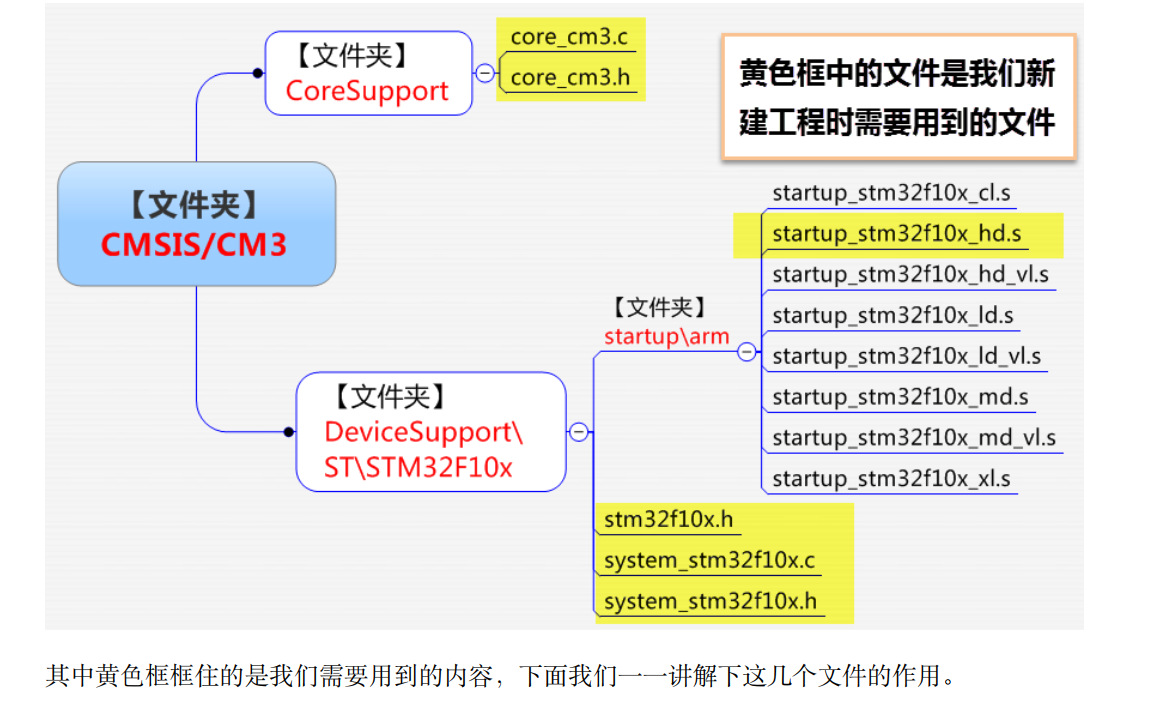 【文件夹】
CoreSupport
core_cm3.c
core_cm3.h
黄色框中的文件是我们新
建工程时需要用到的文件
【文件夹】
CMSIS/CM3
【文件夹】
DeviceSupport\
ST\STM32F10x
【文件夹】
startup\arm
startup_stm32f10x_cl.s
startup_stm32f10x_hd.s
startup_stm32f10x_hd_vl.s
startup_stm32f10x_ld.s
startup_stm32f10x_ld_vl.s
startup_stm32f10x_md.s
startup_stm32f10x_md_vl.s
startup_stm32f10x_xl.s
stm32f10x.h
system_stm32f10x.c
system_stm32f10x.h
其中黄色框框住的是我们需要用到的内容，下面我们一一讲解下这几个文件的作用。